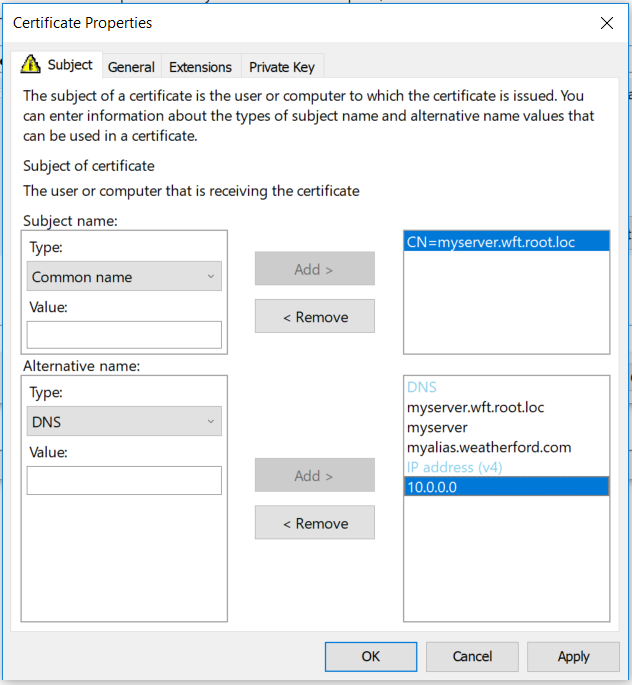 Certificate Properties
Subject
General
Extensions
Private Key
The subject of a certificate is the user or computer to which the certificate is issued. You
can enter information about the types of subject name and alternative name values that
can be used in a certificate.
Subject of certificate
The user or computer that is receiving the certificate
Subject name:
Type:
Common name
Value:
Add >
< Remove
CN=myserver.wft.root.loc
Alternative name:
Type:
DNS
Value:
Add >
< Remove
DNS
myserver.wft.root.loc
myserver
myalias.weatherford.com
IP address (v4)
10.0.0.0
OK
Cancel
Apply